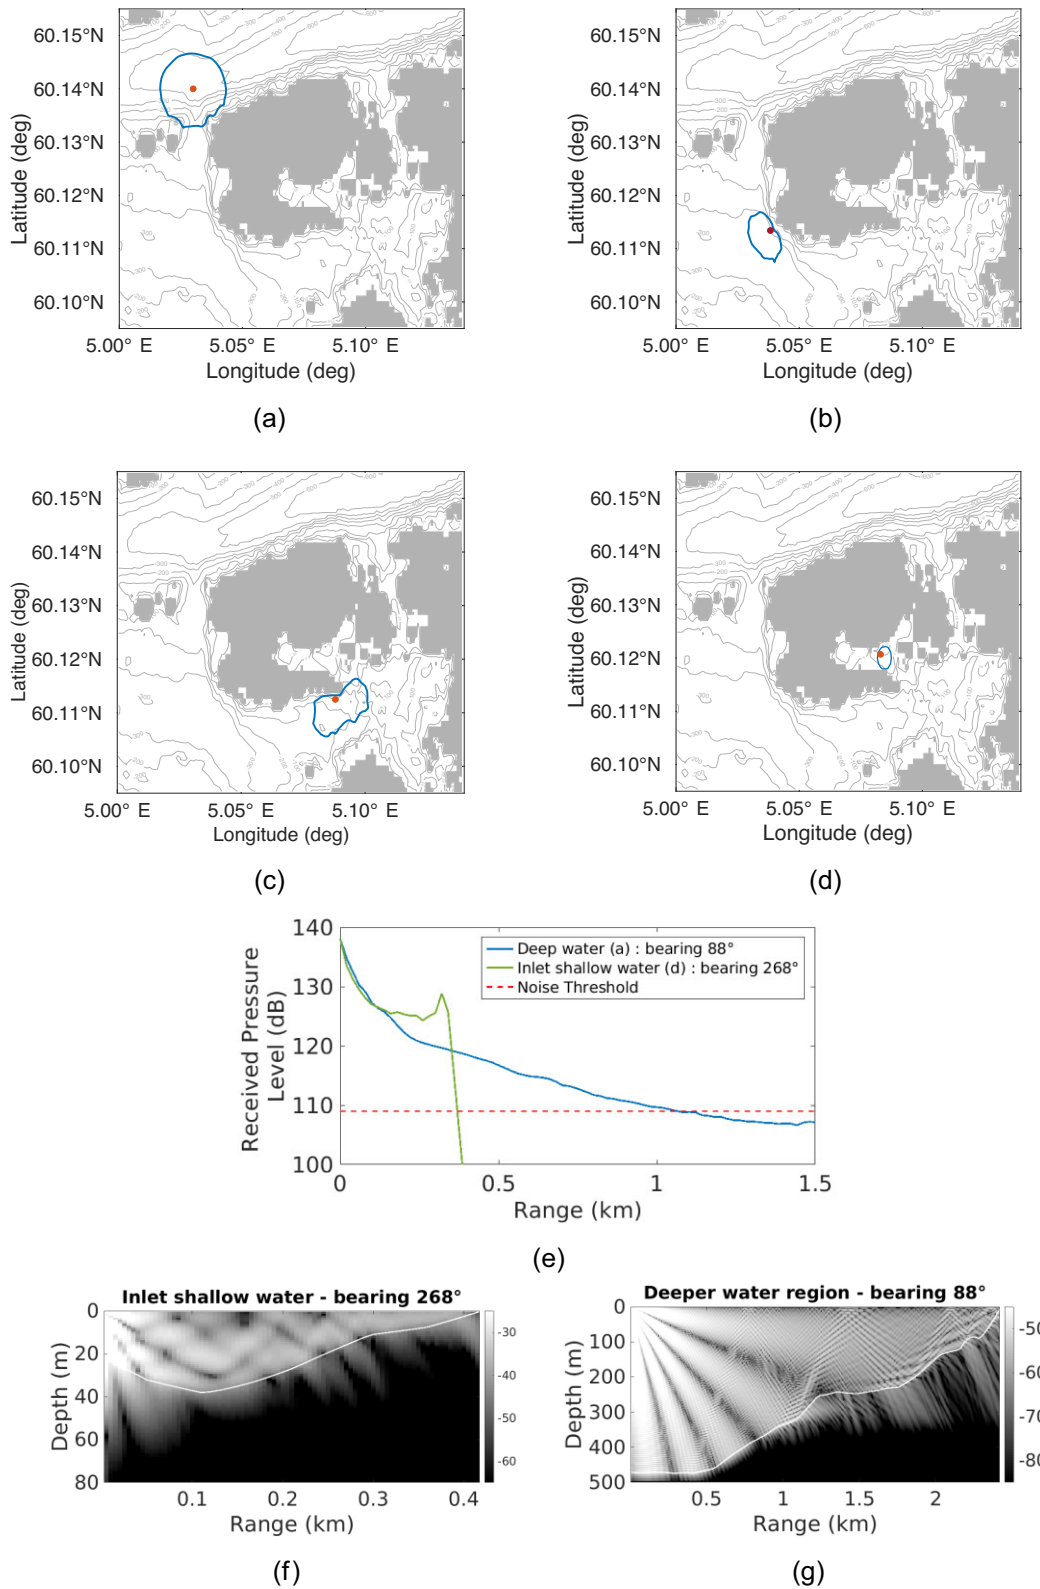 60.15°N
60.14°N
60.13°N
60.12°N
60.11°N
60.10°N
Latitude (deg)
5.00° E
5.05° E
5.10° E
Longitude (deg)
(a)
60.15°N
60.14°N
60.13°N
60.12°N
60.11°N
60.10°N
Latitude (deg)
5.00° E
5.05° E
5.10° E
Longitude (deg)
(b)
60.15°N
60.14°N
60.13°N
60.12°N
60.11°N
60.10°N
Latitude (deg)
5.00° E
5.05° E
5.10° E
Longitude (deg)
(c)
60.15°N
60.14°N
60.13°N
60.12°N
60.11°N
60.10°N
Latitude (deg)
5.00° E
5.05° E
5.10° E
Longitude (deg)
(d)
140
130
120
110
100
Received Pressure
Level (dB)
Deep water (a) : bearing 88°
Inlet shallow water (d) : bearing 268°
Noise Threshold
0
0.5
1
1.5
Range (km)
(e)
Inlet shallow water - bearing 268°
0
20
40
60
80
Depth (m)
0.1
0.2
0.3
0.4
Range (km)
-30
-40
-50
-60
(f)
Deeper water region - bearing 88°
0
100
200
300
400
500
Depth (m)
0.5
1
1.5
2
Range (km)
-50
-60
-70
-80
(g)